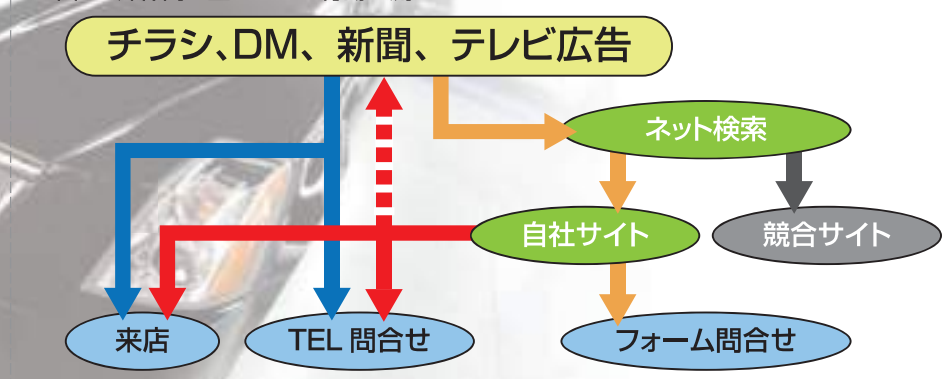 チラシ、DM、新聞、テレビ広告
ネット検索
自社サイト
競合サイト
来店
TEL 問合せ
フォーム問合せ